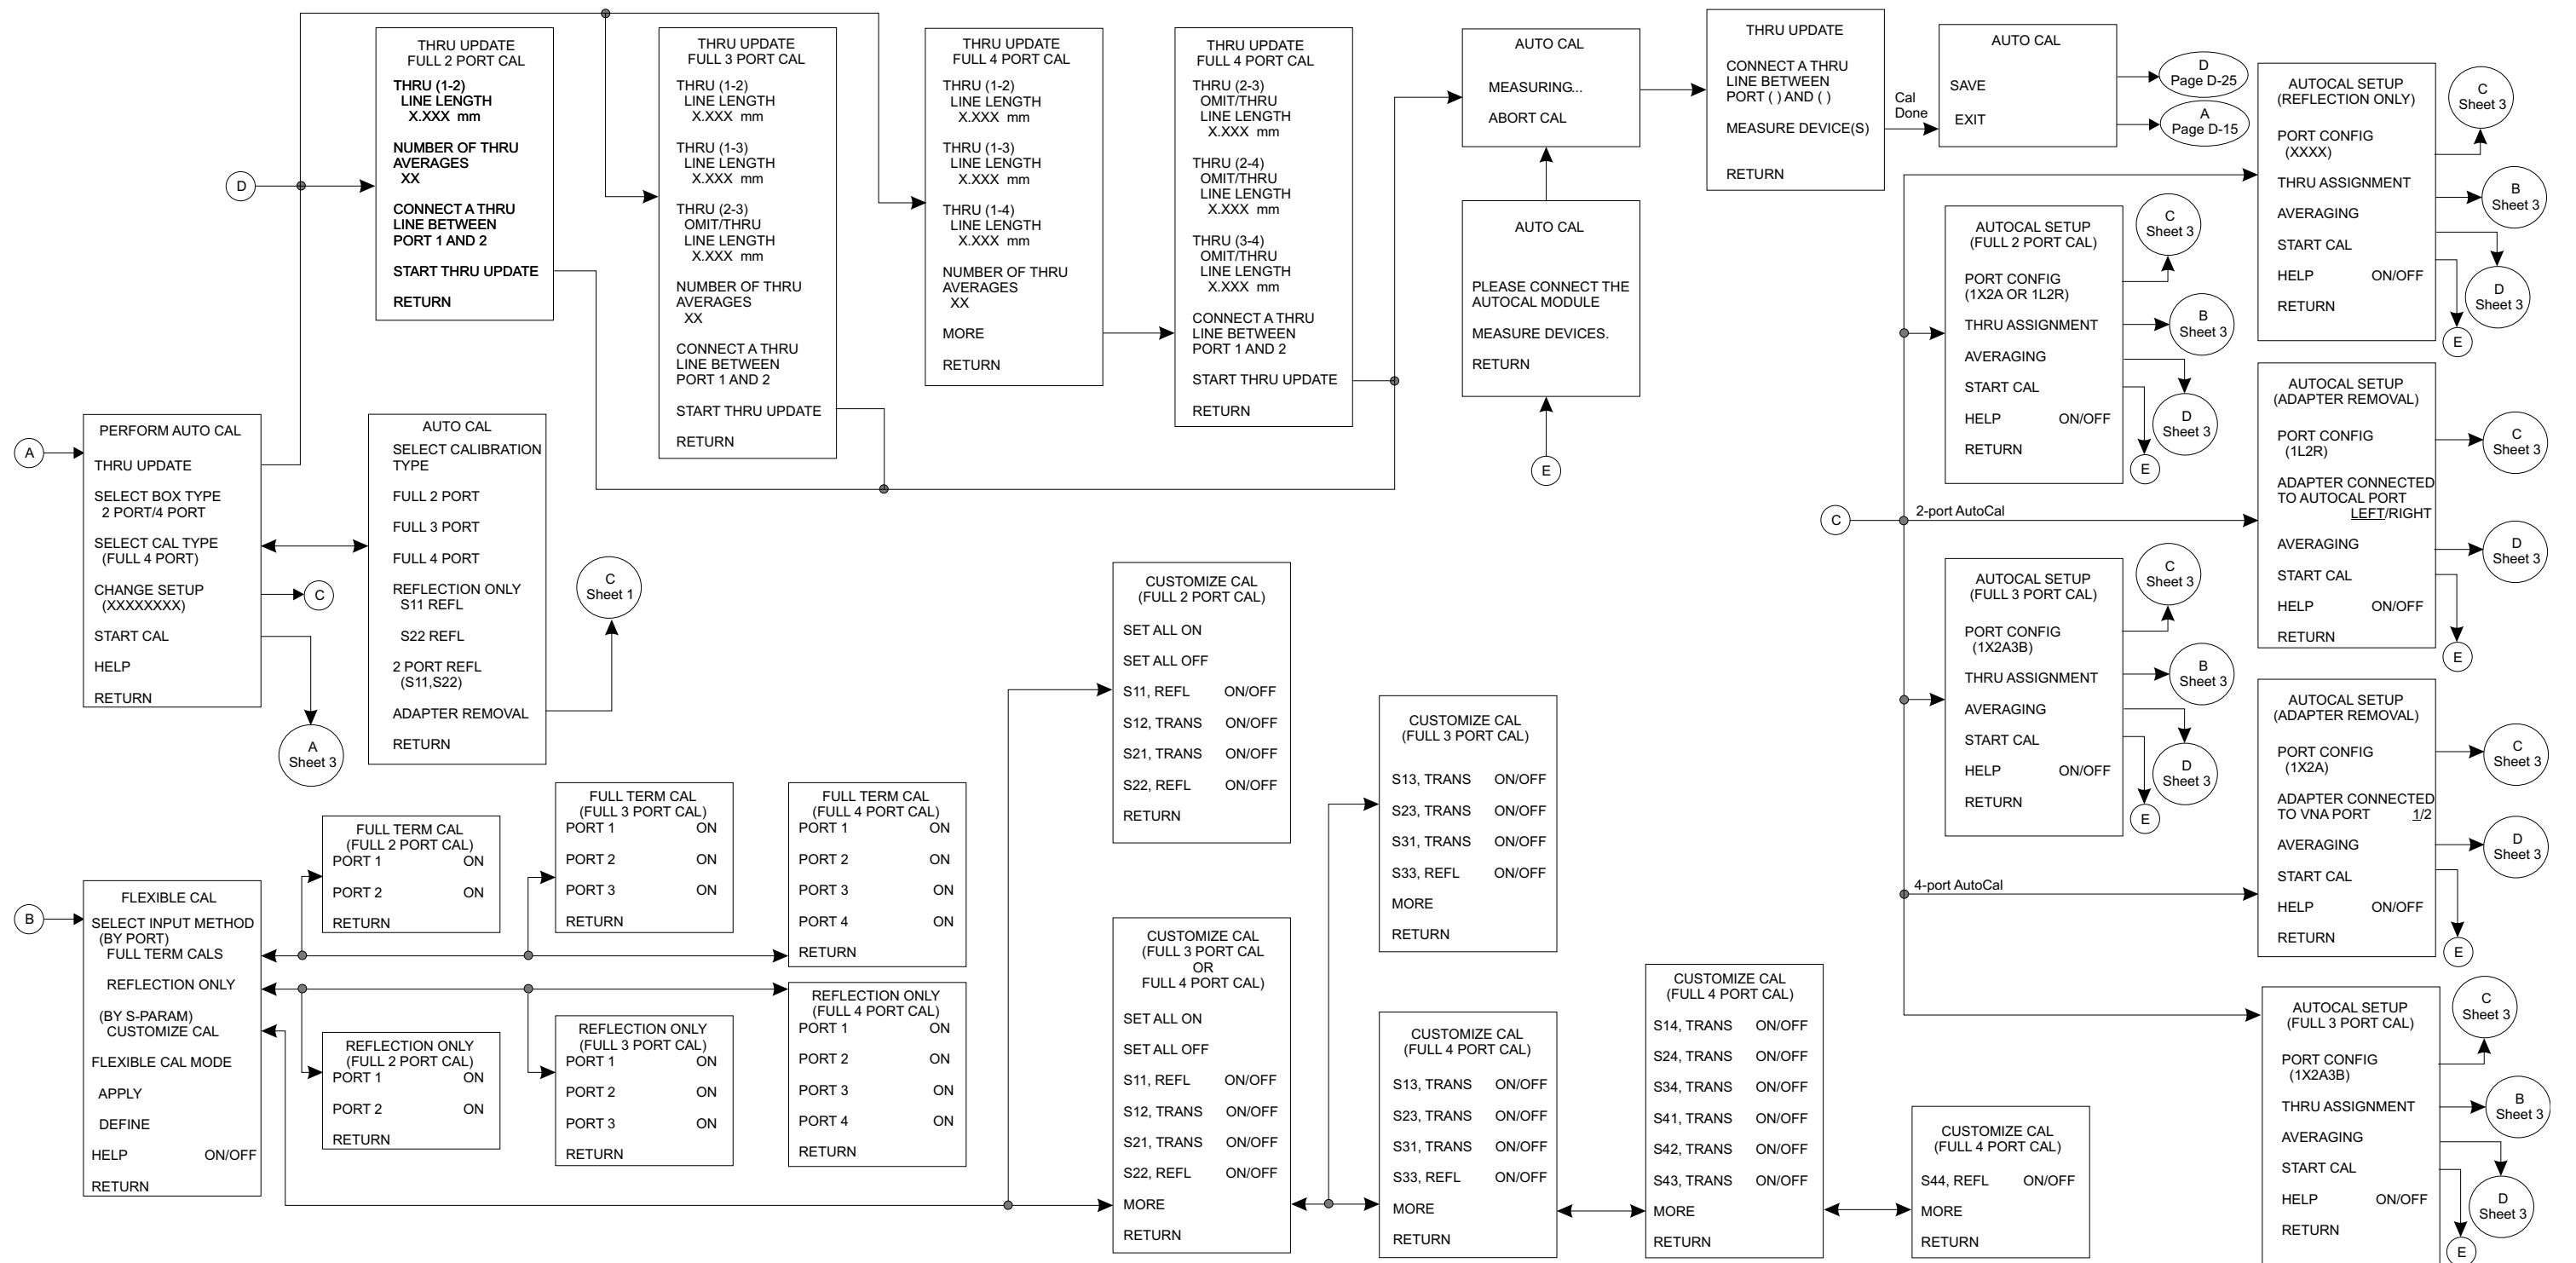 D
THRU UPDATE
FULL 2 PORT CAL
THRU (1-2)
LINE LENGTH
X.XXX mm
NUMBER OF THRU
AVERAGES
XX
CONNECT A THRU
LINE BETWEEN
PORT 1 AND 2
START THRU UPDATE
RETURN
THRU UPDATE
FULL 3 PORT CAL
THRU (1-2)
LINE LENGTH
X.XXX mm
THRU (1-3)
LINE LENGTH
X.XXX mm
THRU (2-3)
OMIT/THRU
LINE LENGTH
X.XXX mm
NUMBER OF THRU
AVERAGES
XX
CONNECT A THRU
LINE BETWEEN
PORT 1 AND 2
START THRU UPDATE
RETURN
THRU UPDATE
FULL 4 PORT CAL
THRU (1-2)
LINE LENGTH
X.XXX mm
THRU (1-3)
LINE LENGTH
X.XXX mm
THRU (1-4)
LINE LENGTH
X.XXX mm
NUMBER OF THRU
AVERAGES
XX
MORE
RETURN
THRU UPDATE
FULL 4 PORT CAL
THRU (2-3)
OMIT/THRU
LINE LENGTH
X.XXX mm
THRU (2-4)
OMIT/THRU
LINE LENGTH
X.XXX mm
THRU (3-4)
OMIT/THRU
LINE LENGTH
X.XXX mm
CONNECT A THRU
LINE BETWEEN
PORT 1 AND 2
START THRU UPDATE
RETURN
AUTO CAL
MEASURING...
ABORT CAL
AUTO CAL
PLEASE CONNECT THE
AUTOCAL MODULE
MEASURE DEVICES.
RETURN
E
THRU UPDATE
CONNECT A THRU
LINE BETWEEN
PORT ( ) AND ( )
MEASURE DEVICE(S)
RETURN
Cal
Done
AUTO CAL
SAVE
EXIT
D
Page D-25
A
Page D-15
A
PERFORM AUTO CAL
THRU UPDATE
SELECT BOX TYPE
2 PORT/4 PORT
SELECT CAL TYPE
(FULL 4 PORT)
CHANGE SETUP
(XXXXXXXX)
START CAL
HELP
RETURN
C
A
Sheet 3
AUTO CAL
SELECT CALIBRATION
TYPE
FULL 2 PORT
FULL 3 PORT
FULL 4 PORT
REFLECTION ONLY
S11 REFL
S22 REFL
2 PORT REFL
(S11,S22)
ADAPTER REMOVAL
RETURN
C
Sheet 1
B
FLEXIBLE CAL
SELECT INPUT METHOD
(BY PORT)
FULL TERM CALS
REFLECTION ONLY
(BY S-PARAM)
CUSTOMIZE CAL
FLEXIBLE CAL MODE
APPLY
DEFINE
HELP ON/OFF
RETURN
FULL TERM CAL
(FULL 2 PORT CAL)
PORT 1 ON
PORT 2 ON
RETURN
FULL TERM CAL
(FULL 3 PORT CAL)
PORT 1 ON
PORT 2 ON
PORT 3 ON
RETURN
FULL TERM CAL
(FULL 4 PORT CAL)
PORT 1 ON
PORT 2 ON
PORT 3 ON
PORT 4 ON
RETURN
REFLECTION ONLY
(FULL 2 PORT CAL)
PORT 1 ON
PORT 2 ON
RETURN
REFLECTION ONLY
(FULL 3 PORT CAL)
PORT 1 ON
PORT 2 ON
PORT 3 ON
RETURN
REFLECTION ONLY
(FULL 4 PORT CAL)
PORT 1 ON
PORT 2 ON
PORT 3 ON
PORT 4 ON
RETURN
CUSTOMIZE CAL
(FULL 2 PORT CAL)
SET ALL ON
SET ALL OFF
S11, REFL ON/OFF
S12, TRANS ON/OFF
S21, TRANS ON/OFF
S22, REFL ON/OFF
RETURN
CUSTOMIZE CAL
(FULL 3 PORT CAL
OR
FULL 4 PORT CAL)
SET ALL ON
SET ALL OFF
S11, REFL ON/OFF
S12, TRANS ON/OFF
S21, TRANS ON/OFF
S22, REFL ON/OFF
MORE
RETURN
CUSTOMIZE CAL
(FULL 3 PORT CAL)
S13, TRANS ON/OFF
S23, TRANS ON/OFF
S31, TRANS ON/OFF
S33, REFL ON/OFF
MORE
RETURN
CUSTOMIZE CAL
(FULL 4 PORT CAL)
S13, TRANS ON/OFF
S23, TRANS ON/OFF
S31, TRANS ON/OFF
S33, REFL ON/OFF
MORE
RETURN
CUSTOMIZE CAL
(FULL 4 PORT CAL)
S14, TRANS ON/OFF
S24, TRANS ON/OFF
S34, TRANS ON/OFF
S41, TRANS ON/OFF
S42, TRANS ON/OFF
S43, TRANS ON/OFF
MORE
RETURN
CUSTOMIZE CAL
(FULL 4 PORT CAL)
S44, REFL ON/OFF
MORE
RETURN
C
2-port AutoCal
4-port AutoCal
AUTOCAL SETUP
(FULL 2 PORT CAL)
PORT CONFIG
(1X2A OR 1L2R)
THRU ASSIGNMENT
AVERAGING
START CAL
HELP ON/OFF
RETURN
C
Sheet 3
B
Sheet 3
D
Sheet 3
E
AUTOCAL SETUP
(FULL 3 PORT CAL)
PORT CONFIG
(1X2A3B)
THRU ASSIGNMENT
AVERAGING
START CAL
HELP ON/OFF
RETURN
C
Sheet 3
B
Sheet 3
D
Sheet 3
E
AUTOCAL SETUP
(REFLECTION ONLY)
PORT CONFIG
(XXXX)
THRU ASSIGNMENT
AVERAGING
START CAL
HELP ON/OFF
RETURN
C
Sheet 3
B
Sheet 3
D
Sheet 3
E
AUTOCAL SETUP
(ADAPTER REMOVAL)
PORT CONFIG
(1L2R)
ADAPTER CONNECTED
TO AUTOCAL PORT
LEFT/RIGHT
AVERAGING
START CAL
HELP ON/OFF
RETURN
C
Sheet 3
D
Sheet 3
E
AUTOCAL SETUP
(ADAPTER REMOVAL)
PORT CONFIG
(1X2A)
ADAPTER CONNECTED
TO VNA PORT 1/2
AVERAGING
START CAL
HELP ON/OFF
RETURN
C
Sheet 3
D
Sheet 3
E
AUTOCAL SETUP
(FULL 3 PORT CAL)
PORT CONFIG
(1X2A3B)
THRU ASSIGNMENT
AVERAGING
START CAL
HELP ON/OFF
RETURN
C
Sheet 3
B
Sheet 3
D
Sheet 3
E